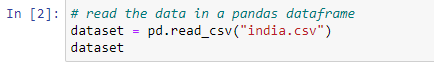 In [2]: # read the data in a pandas dataframe
dataset = pd.read_csv("india.csv")
dataset